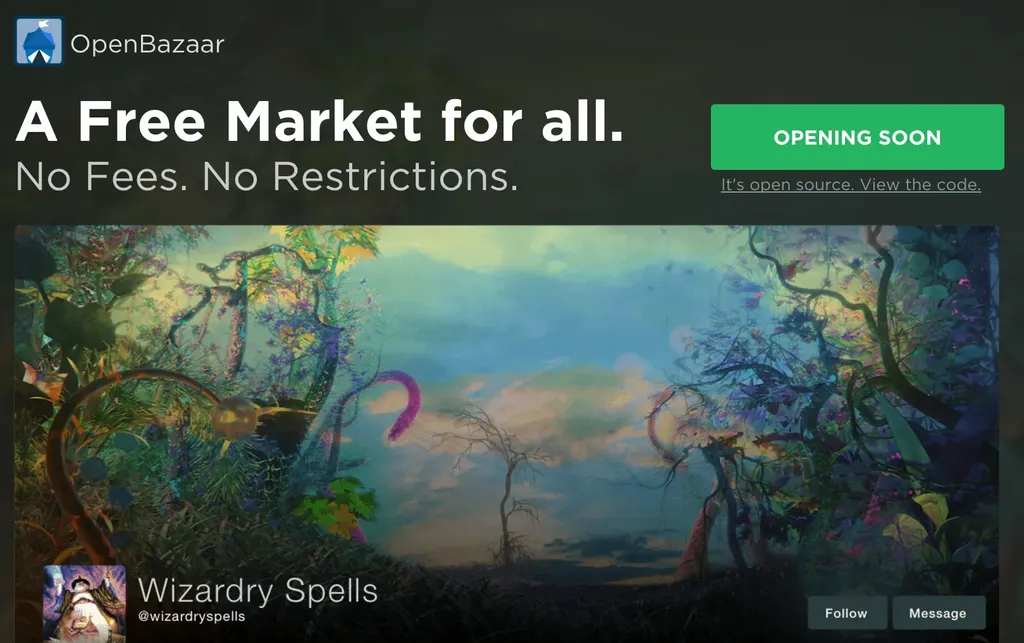 OpenBazaar
A Free Market for all.
No Fees. No Restrictions.
OPENING SOON
It's open source. View the code.
Wizardry Spells
@wizardryspells
Follow
Message